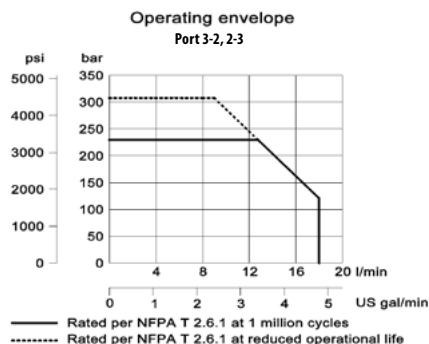 Operating envelope
Port 3-2, 2-3
psi bar
5000 350
4000 300
250
3000 200
2000 150
1000 100
50
0 0
4 8 12 16 20 l/min
0 1 2 3 4 5 US gal/min
Rated per NFPA T 2.6.1 at 1 million cycles
Rated per NFPA T 2.6.1 at reduced operational life